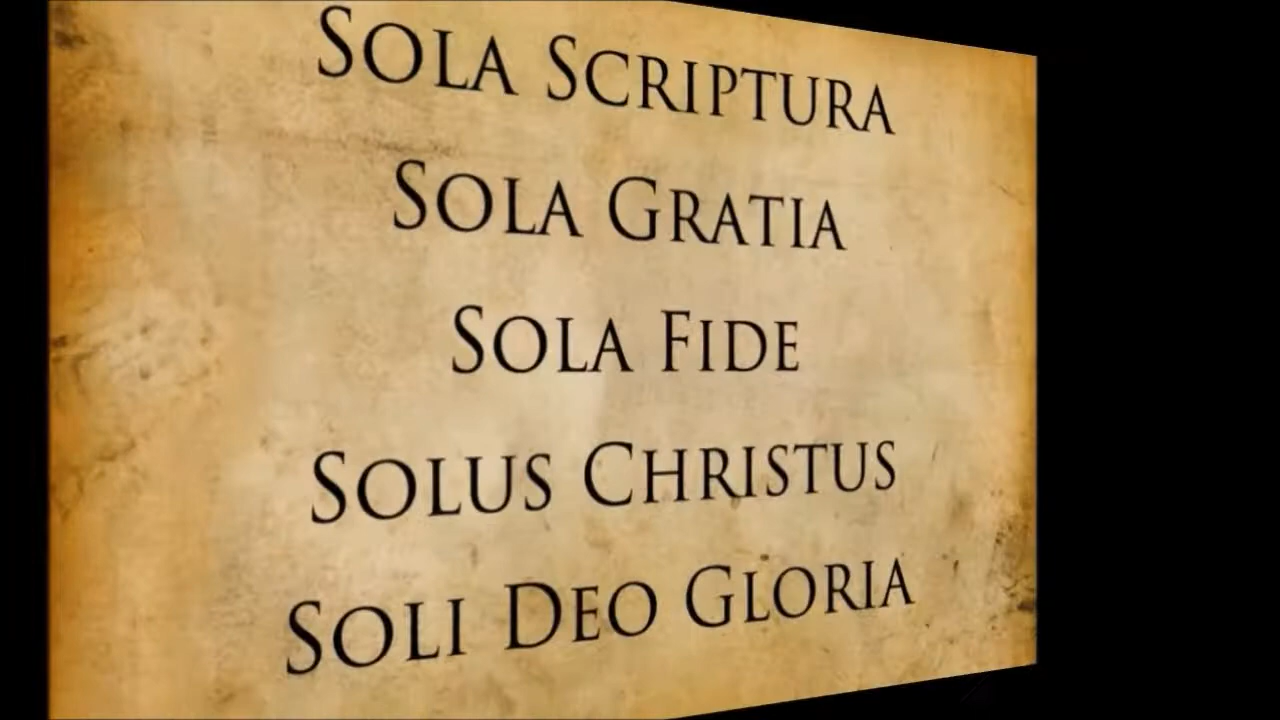 SOLA SCRIPTURA
SOLA GRATIA
SOLA FIDE
SOLUS CHRISTUS
SOLI DEO GLORIA